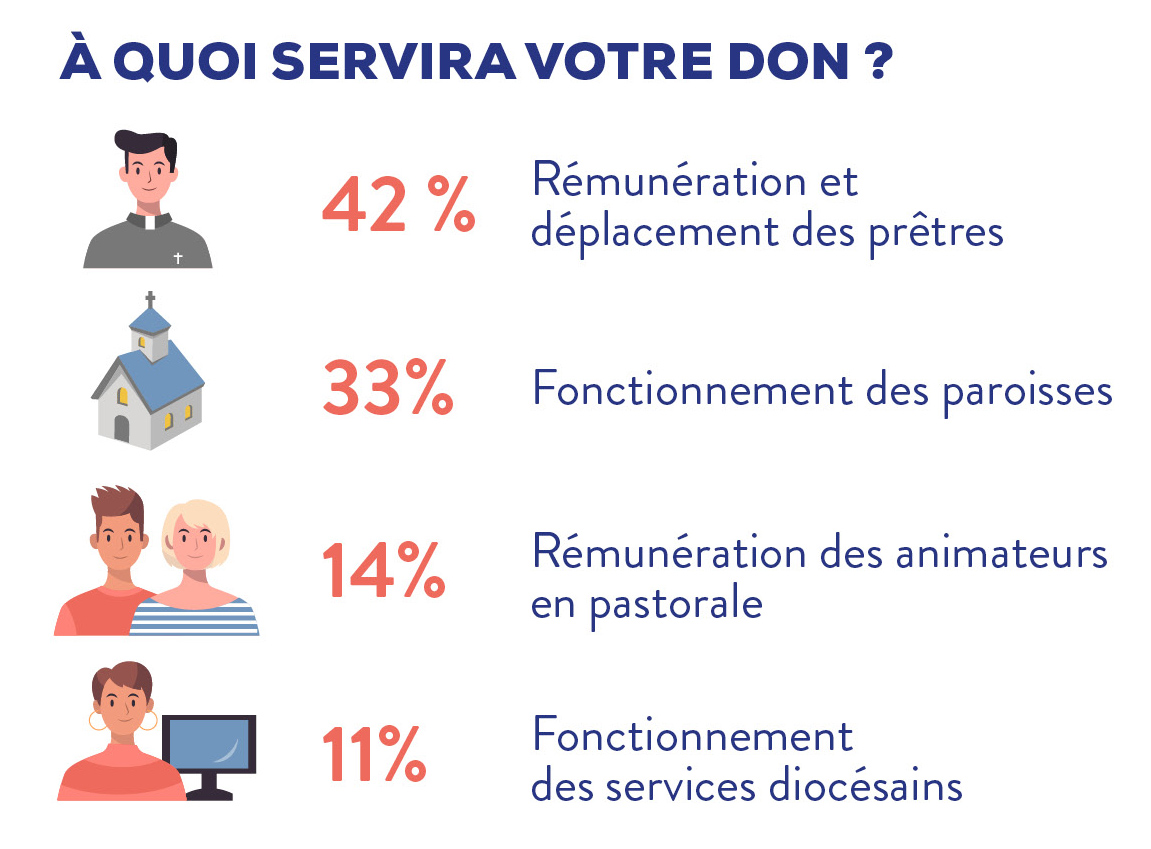 À QUOI SERVIRA VOTRE DON ?
42 %
Rémunération et
déplacement des prêtres
33%
Fonctionnement des paroisses
14%
Rémunération des animateurs
en pastorale
11%
Fonctionnement
des services diocésains